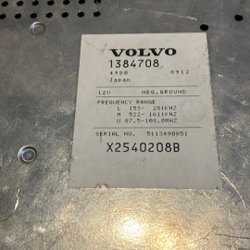 VOLVO
1384708
4900 8912
Japan
12V NEG.GROUND
FREQUENCY RANGE
L 153- 281KHZ
M 522- 1611KHZ
U 87.5-108.0MHZ
SERIAL NO. 5113490851
X2540208B